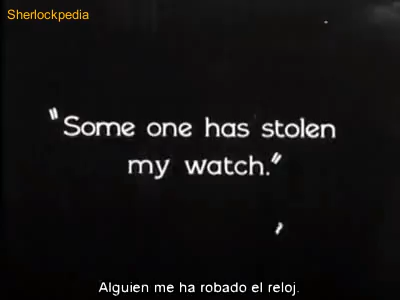 Sherlockpedia
"Some one has stolen
my watch."
Alguien me ha robado el reloj.